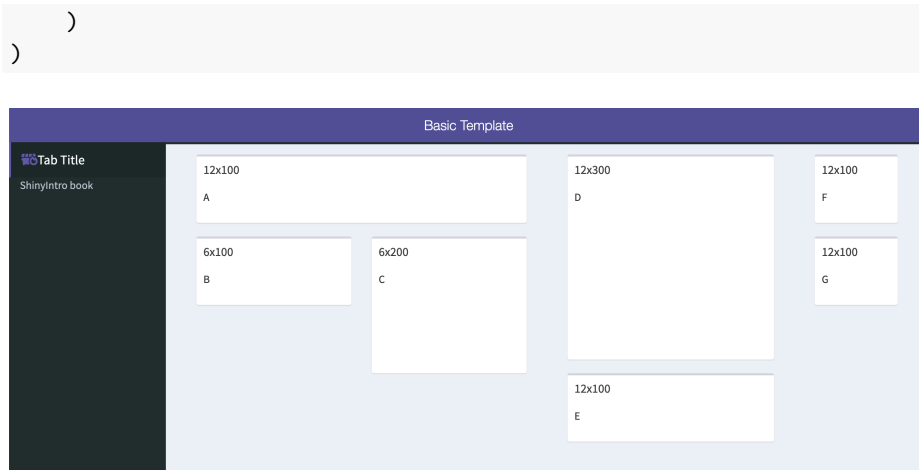 )
)
Basic Template
Tab Title
ShinyIntro book
12x100
A
6x100
B
6x200
C
12x300
D
12x100
E
12x100
F
12x100
G